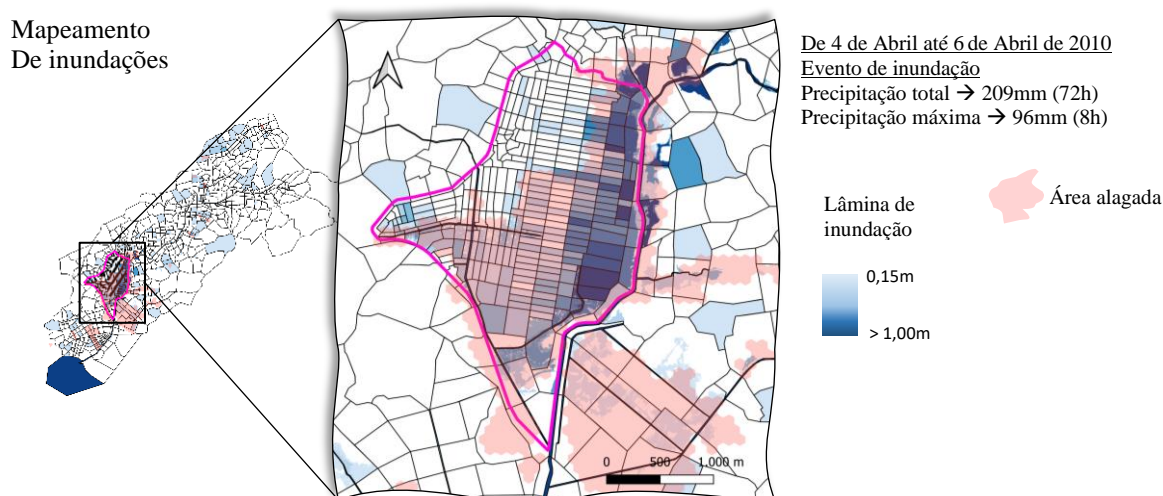 Mapeamento
De inundações
De 4 de Abril até 6 de Abril de 2010
Evento de inundação
Precipitação total → 209mm (72h)
Precipitação máxima → 96mm (8h)
Lâmina de
inundação
0,15m
> 1,00m
Área alagada
0 500 1.000 m